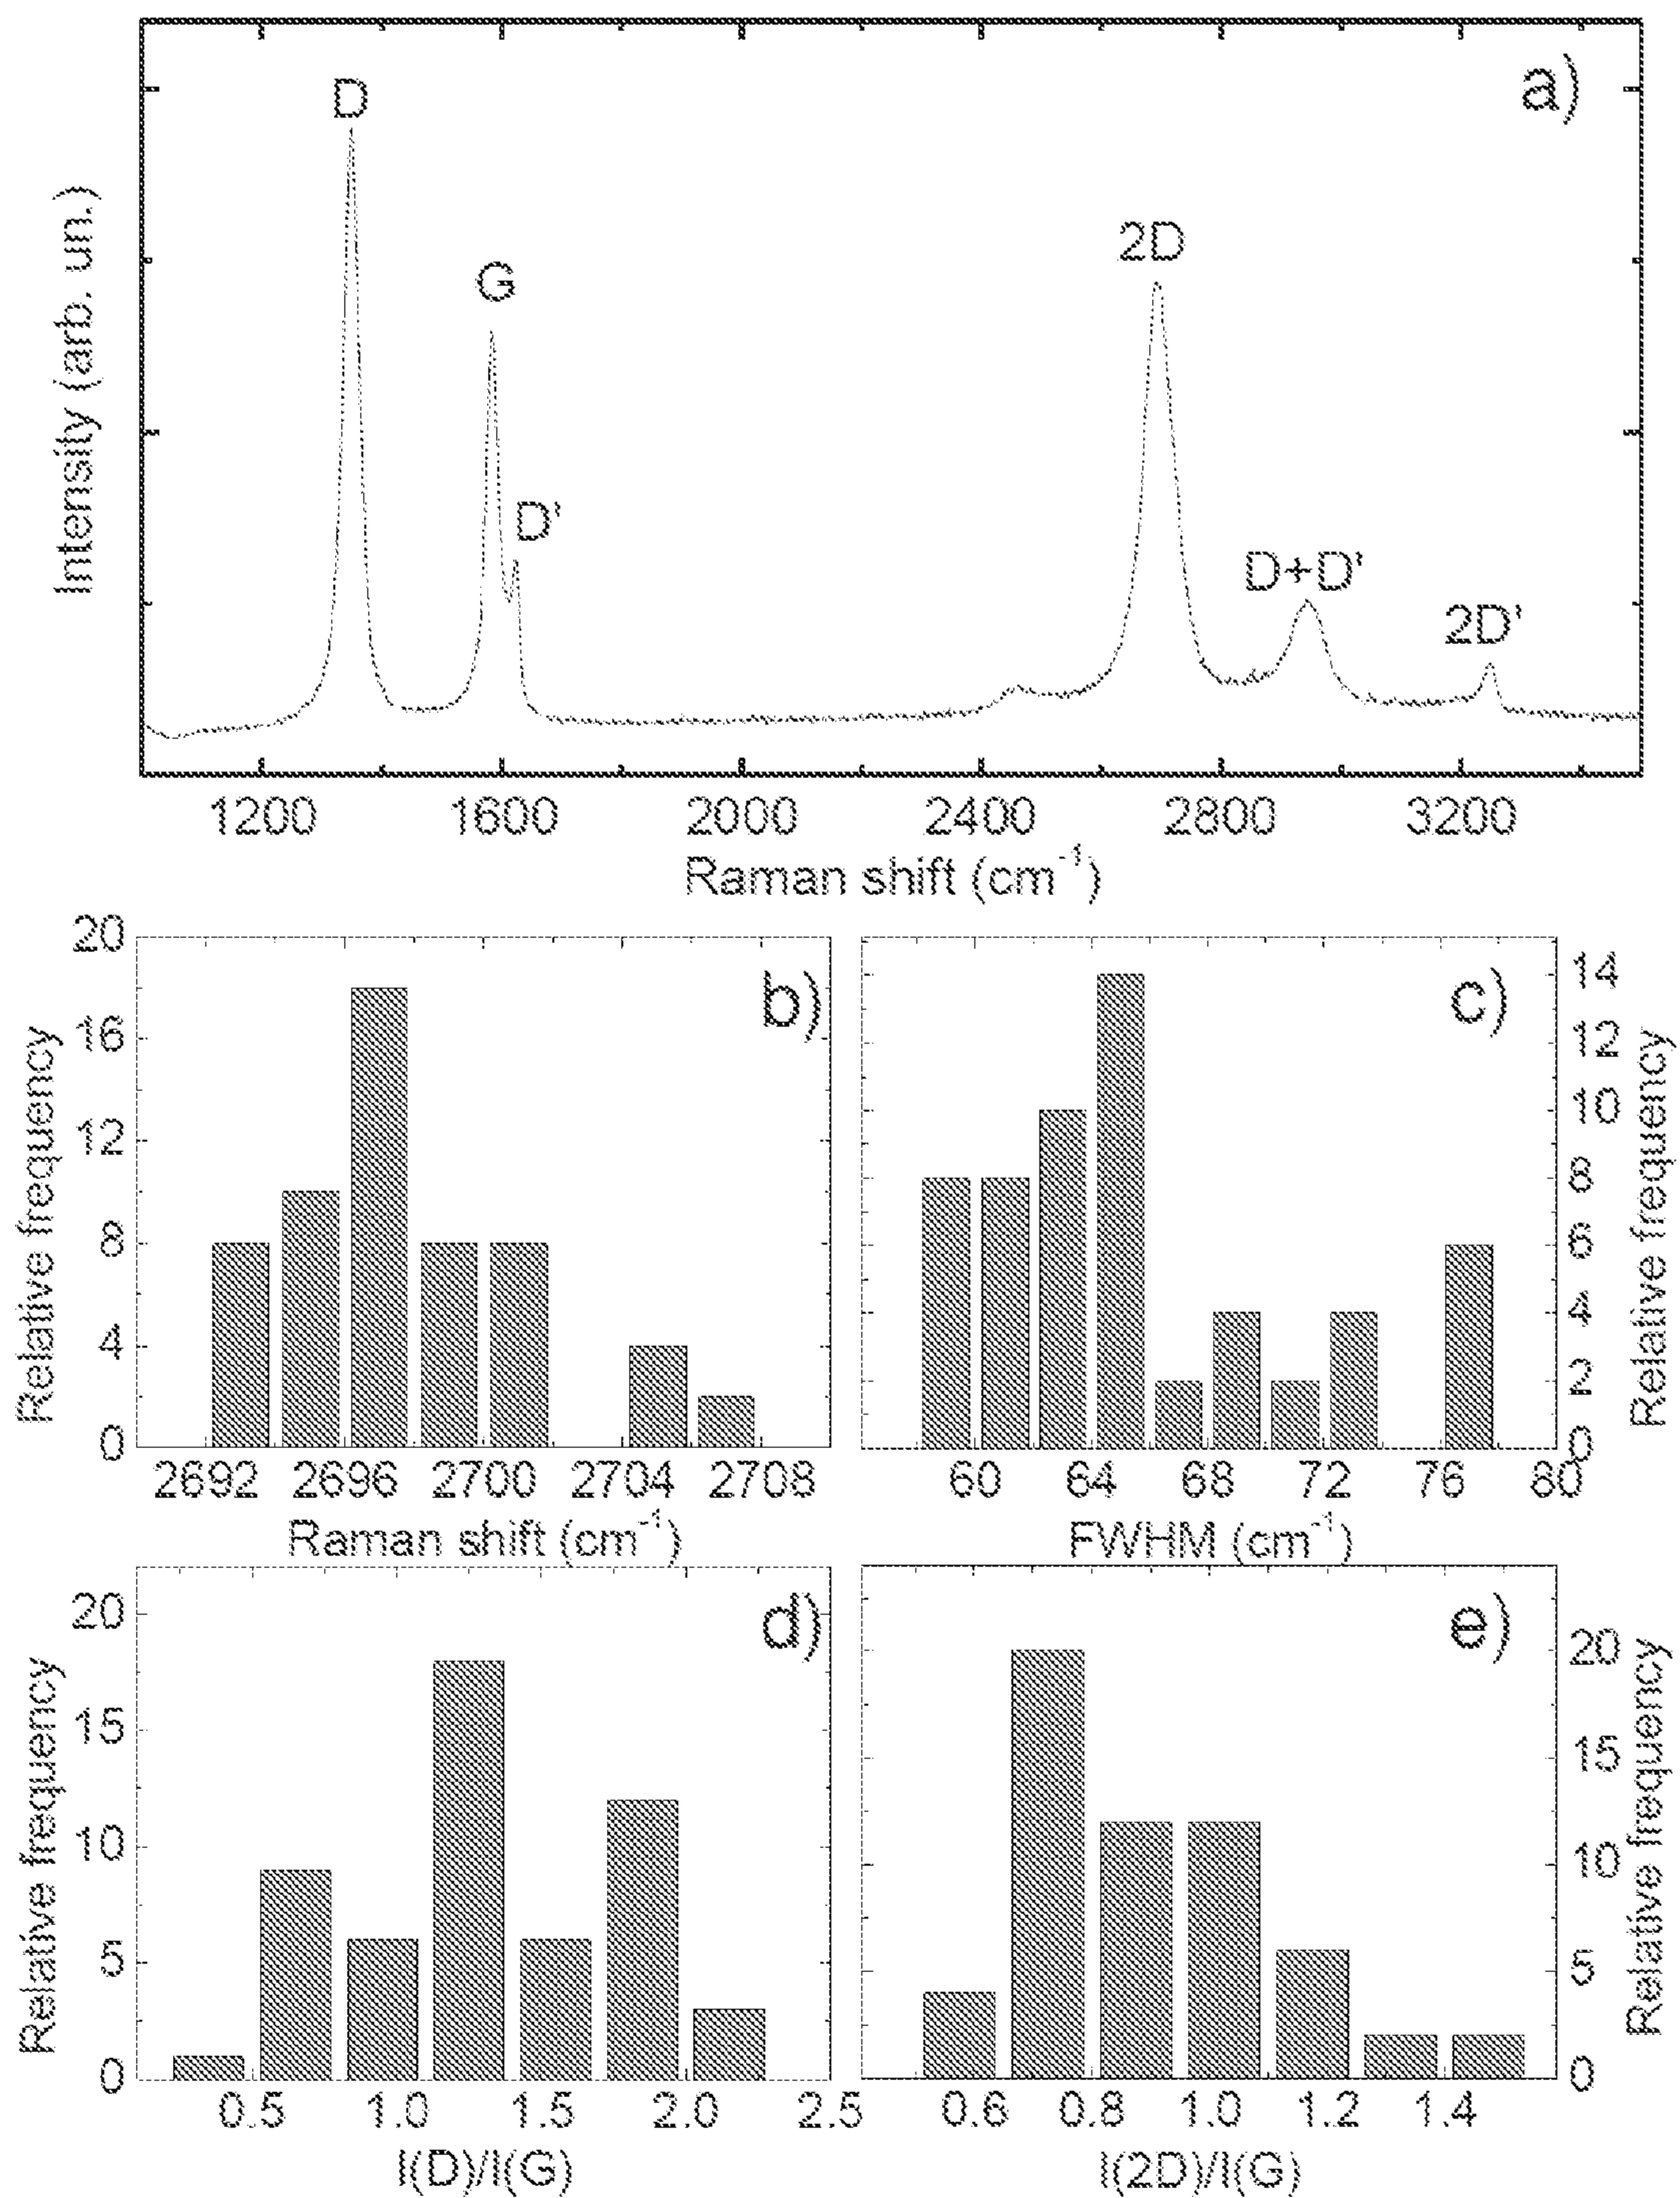 a)
D
G
D'
2D
D+D'
2D'
Intensity (arb. un.)
1200 1600 2000 2400 2800 3200
Raman shift (cm-1)
b)
20
16
12
8
4
0
Relative frequency
2692 2696 2700 2704 2708
Raman shift (cm-1)
c)
14
12
10
8
6
4
2
0
Relative frequency
60 64 68 72 76 80
FWHM (cm-1)
d)
20
15
10
5
0
Relative frequency
0.5 1.0 1.5 2.0 2.5
I(D)/I(G)
e)
20
15
10
5
0
Relative frequency
0.6 0.8 1.0 1.2 1.4
I(2D)/I(G)